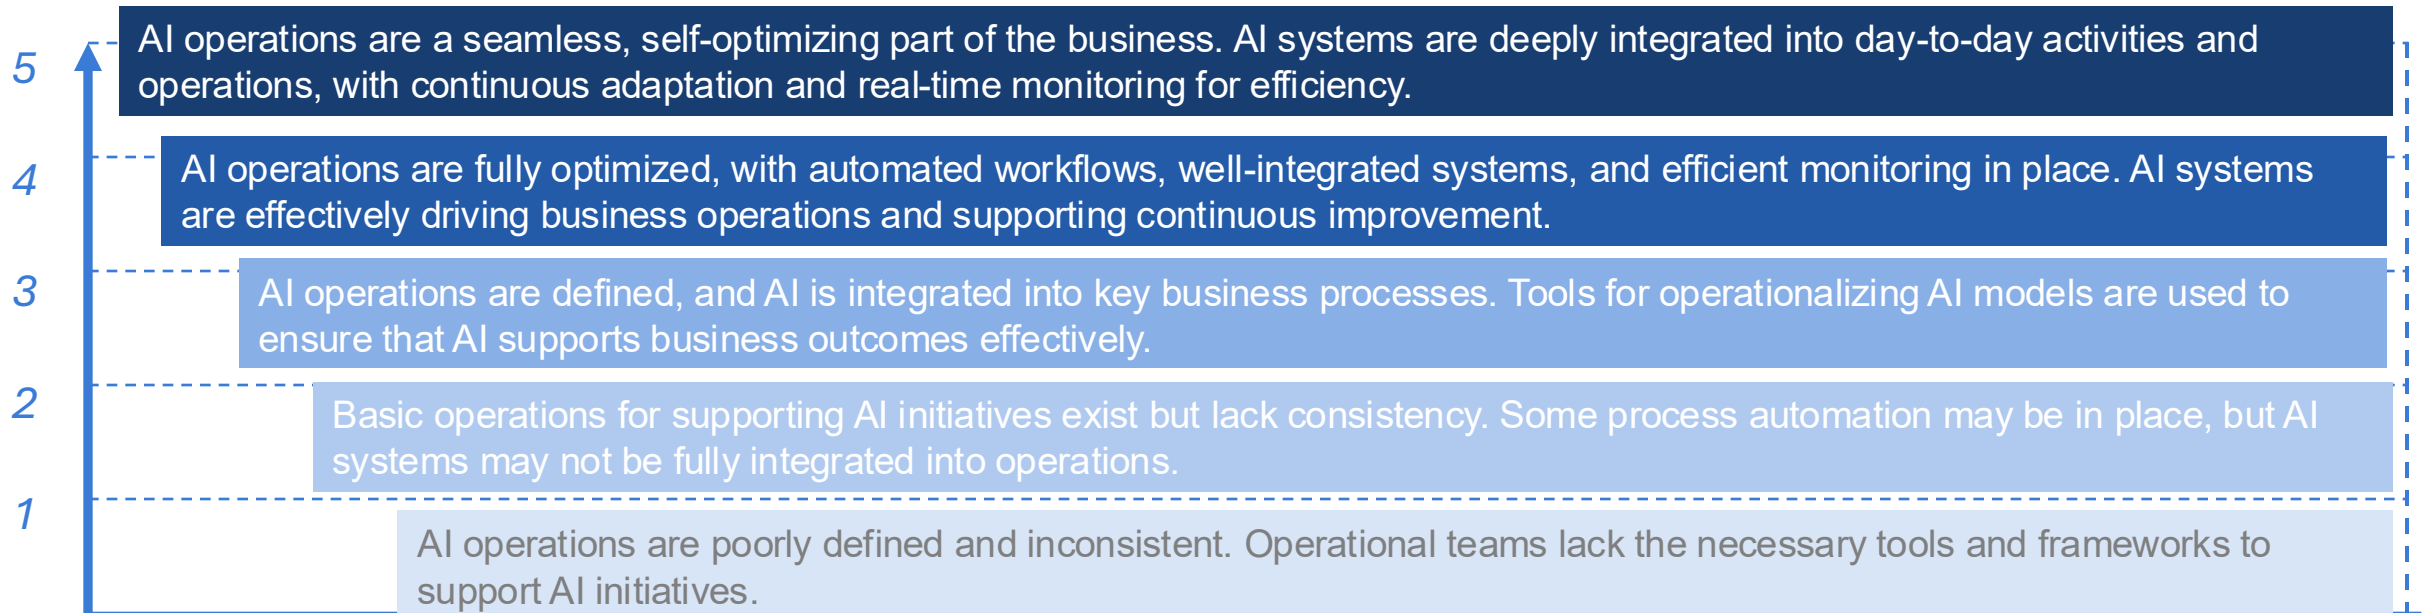 5
AI operations are a seamless, self-optimizing part of the business. AI systems are deeply integrated into day-to-day activities and
operations, with continuous adaptation and real-time monitoring for efficiency.
4
AI operations are fully optimized, with automated workflows, well-integrated systems, and efficient monitoring in place. AI systems
are effectively driving business operations and supporting continuous improvement.
3
AI operations are defined, and AI is integrated into key business processes. Tools for operationalizing AI models are used to
ensure that AI supports business outcomes effectively.
2
Basic operations for supporting AI initiatives exist but lack consistency. Some process automation may be in place, but AI
systems may not be fully integrated into operations.
1
AI operations are poorly defined and inconsistent. Operational teams lack the necessary tools and frameworks to
support AI initiatives.